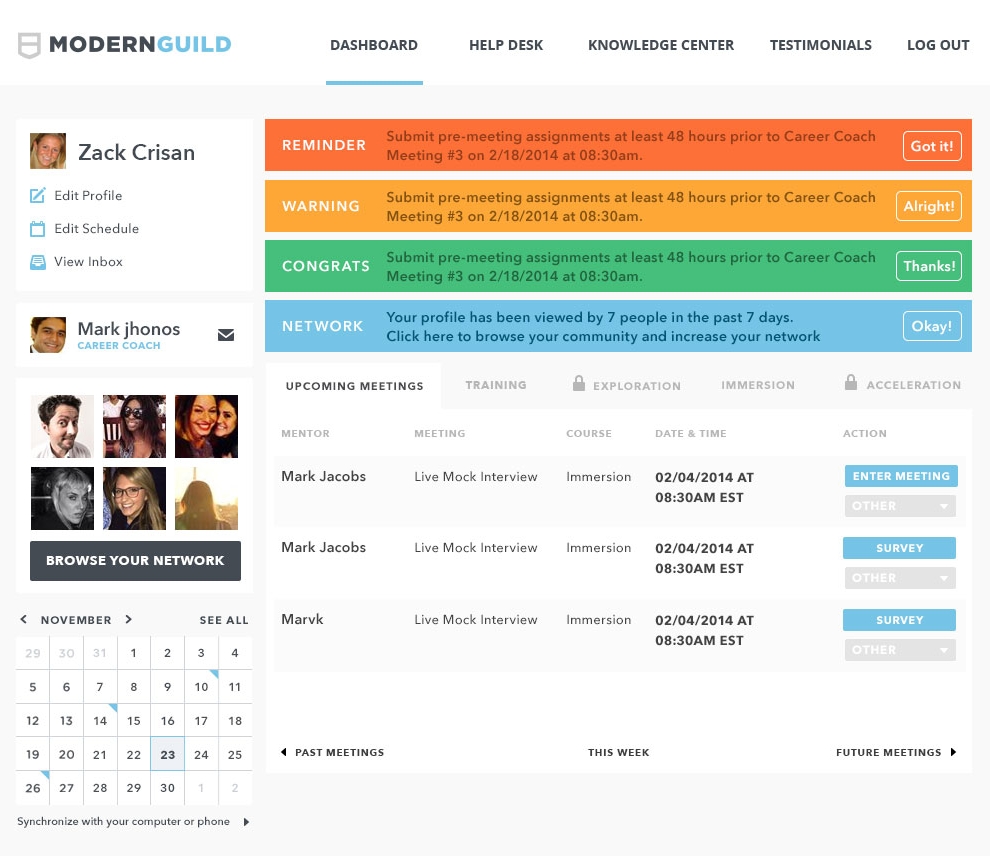 MODERNGUILD
DASHBOARD
HELP DESK
KNOWLEDGE CENTER
TESTIMONIALS
LOG OUT
Zack Crisan
Edit Profile
Edit Schedule
View Inbox
Mark jhonos
CAREER COACH
BROWSE YOUR NETWORK
NOVEMBER
SEE ALL
29 30 31 1 2 3 4
5 6 7 8 9 10 11
12 13 14 15 16 17 18
19 20 21 22 23 24 25
26 27 28 29 30 1 2
Synchronize with your computer or phone
REMINDER
Submit pre-meeting assignments at least 48 hours prior to Career Coach
Meeting #3 on 2/18/2014 at 08:30am.
Got it!
WARNING
Submit pre-meeting assignments at least 48 hours prior to Career Coach
Meeting #3 on 2/18/2014 at 08:30am.
Alright!
CONGRATS
Submit pre-meeting assignments at least 48 hours prior to Career Coach
Meeting #3 on 2/18/2014 at 08:30am.
Thanks!
NETWORK
Your profile has been viewed by 7 people in the past 7 days.
Click here to browse your community and increase your network
Okay!
UPCOMING MEETINGS
TRAINING
EXPLORATION
IMMERSION
ACCELERATION
MENTOR MEETING COURSE DATE & TIME ACTION
Mark Jacobs Live Mock Interview Immersion 02/04/2014 AT ENTER MEETING
08:30AM EST OTHER
Mark Jacobs Live Mock Interview Immersion 02/04/2014 AT SURVEY
08:30AM EST OTHER
Marvk Live Mock Interview Immersion 02/04/2014 AT SURVEY
08:30AM EST OTHER
PAST MEETINGS
THIS WEEK
FUTURE MEETINGS